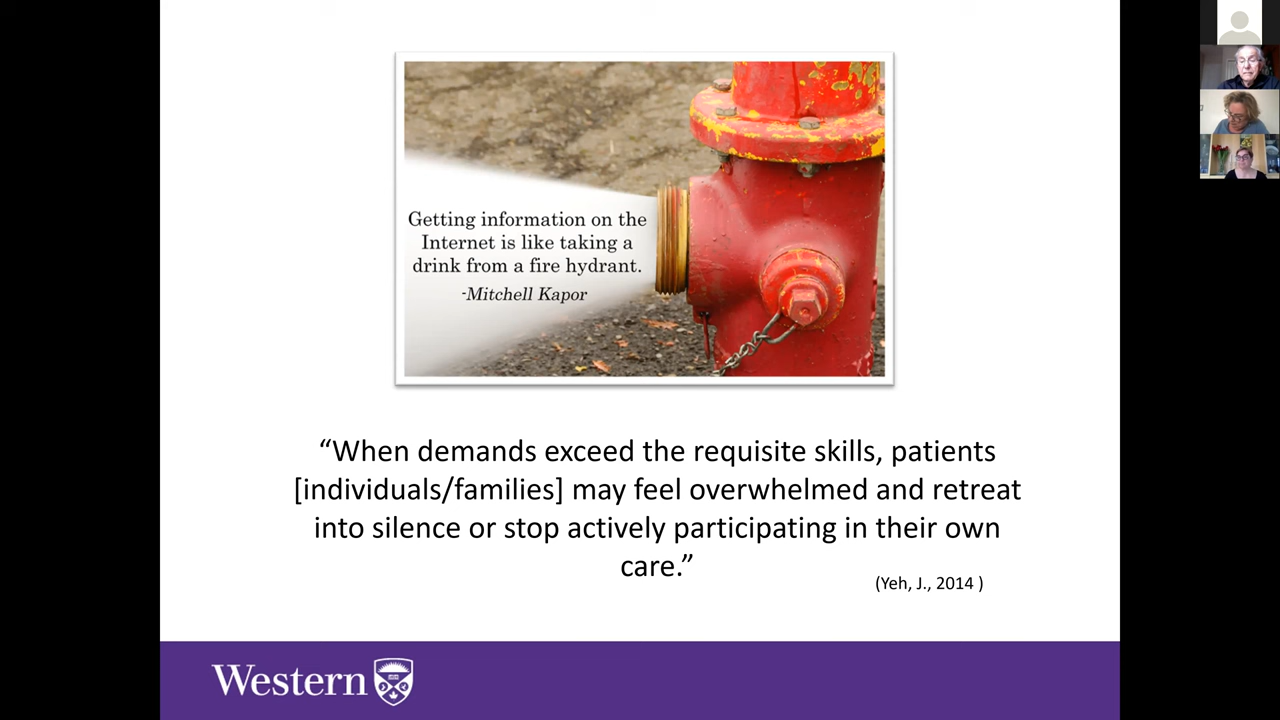 Getting information on the
Internet is like taking a
drink from a fire hydrant.
-Mitchell Kapor
“When demands exceed the requisite skills, patients
[individuals/families] may feel overwhelmed and retreat
into silence or stop actively participating in their own
care.”
(Yeh, J., 2014 )
Western